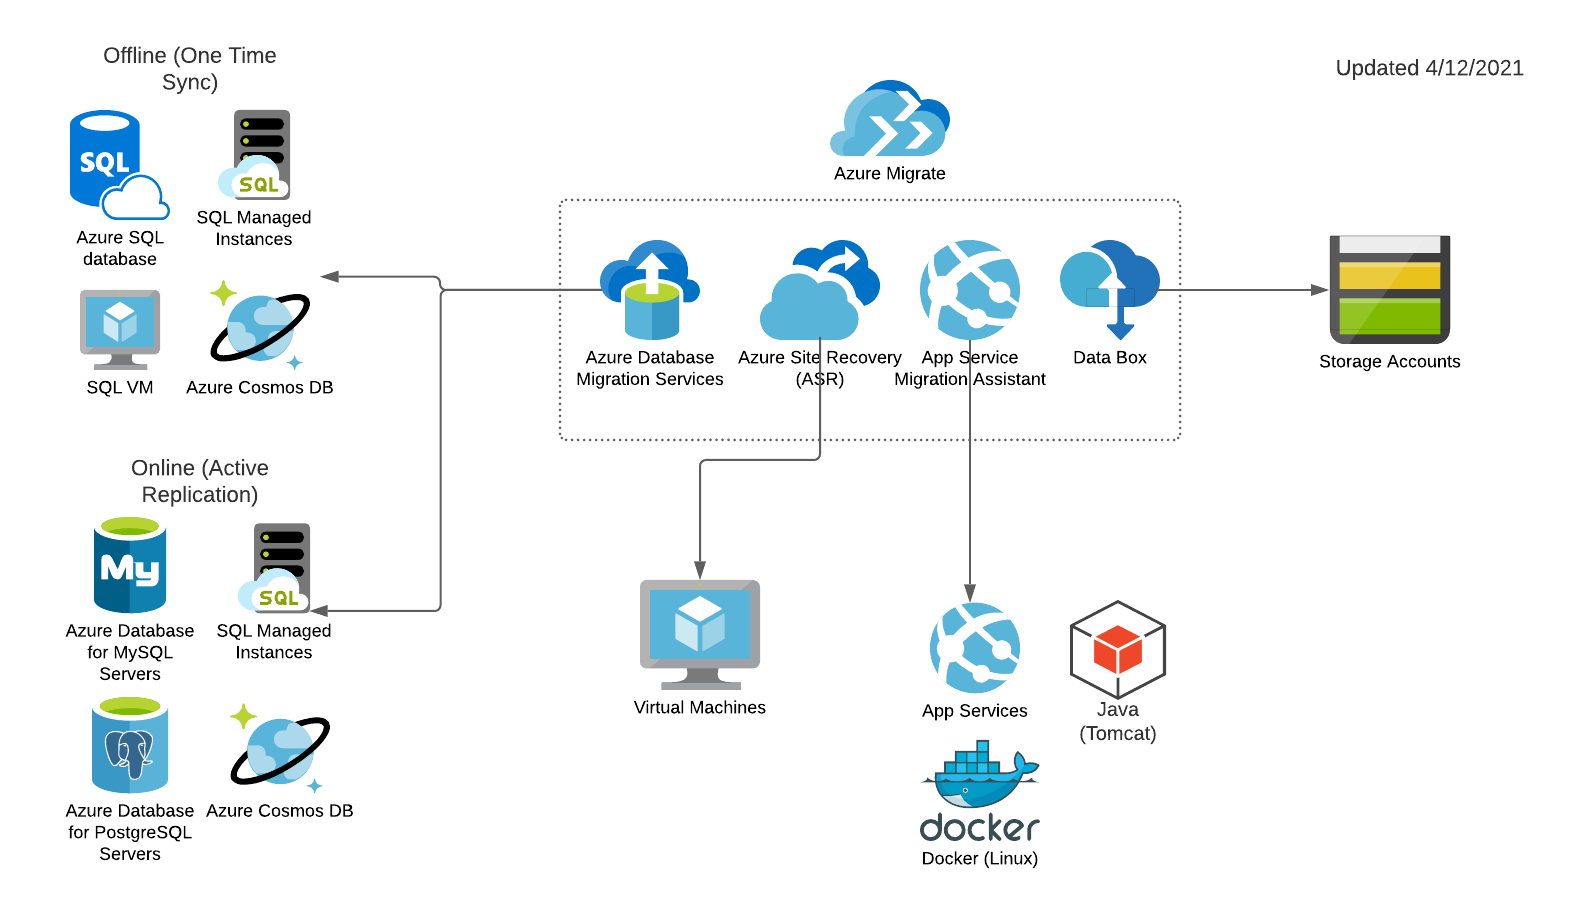 Offline (One Time
Sync)
Updated 4/12/2021
SQL
SQL
Azure SQL
database
SQL Managed
Instances
SQL VM
Azure Cosmos DB
Azure Migrate
Azure Database
Migration Services
Azure Site Recovery
(ASR)
App Service
Migration Assistant
Data Box
Storage Accounts
Online (Active
Replication)
My
SQL
Azure Database
for MySQL
Servers
SQL Managed
Instances
Azure Database
for PostgreSQL
Servers
Azure Cosmos DB
Virtual Machines
App Services
Java
(Tomcat)
docker
Docker (Linux)